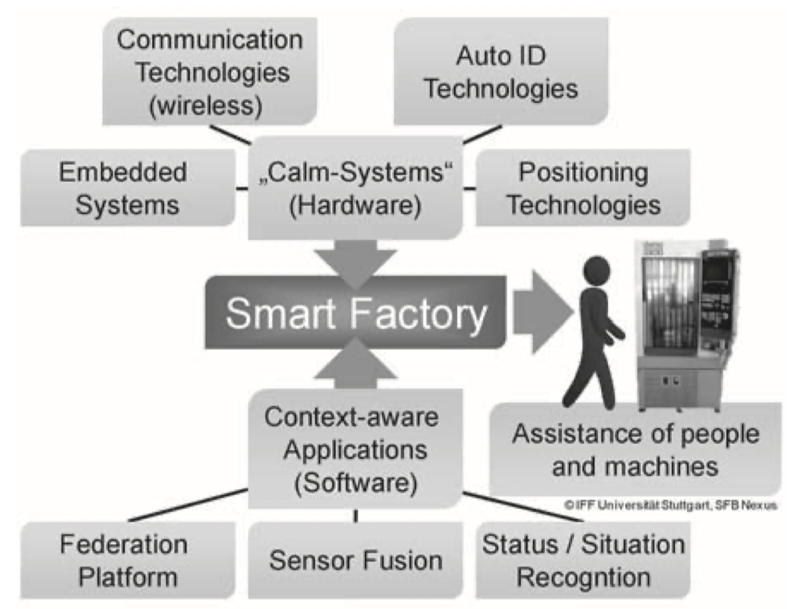 Communication
Technologies
(wireless)
Auto ID
Technologies
Embedded
Systems
„Calm-Systems“
(Hardware)
Positioning
Technologies
Smart Factory
Context-aware
Applications
(Software)
Assistance of people
and machines
©IFF Universität Stuttgart, SFB Nexus
Federation
Platform
Sensor Fusion
Status / Situation
Recogntion